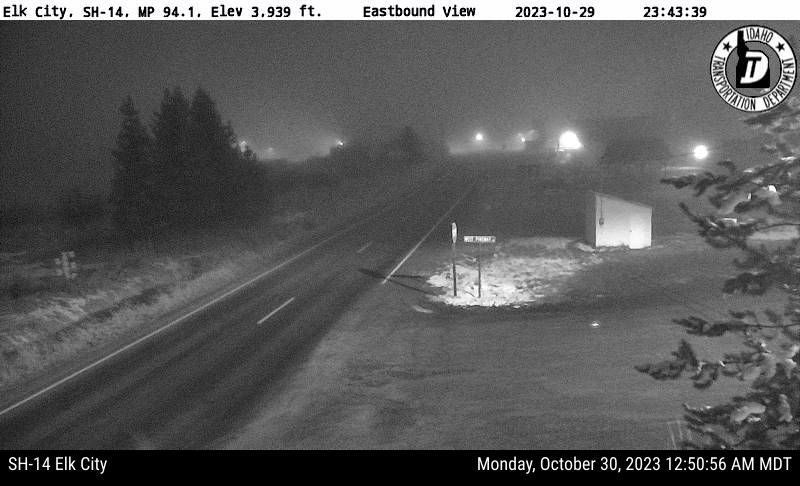 Elk City, SH-14, MP 94.1, Elev 3,939 ft. Eastbound View 2023-10-29 23:43:39
IDAHO
TRANSPORTATION DEPARTMENT
SH-14 Elk City Monday, October 30, 2023 12:50:56 AM MDT